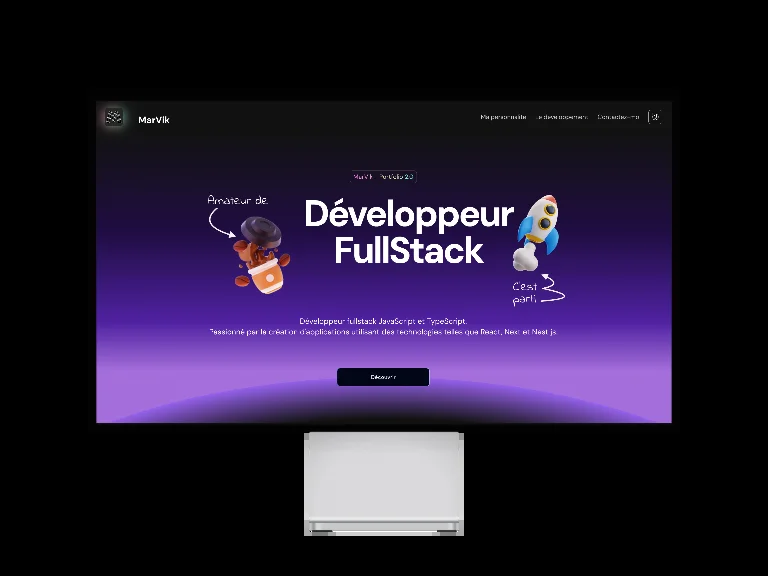 MarVik
Ma personnalité
Le développement
Contactez-moi
MarVik - Portfolio 2.0
Amateur de
Développeur
FullStack
C'est
parti
Développeur fullstack JavaScript et TypeScript.
Passionné par la création d'applications utilisant des technologies telles que React, Next et Nest.js.
Découvrir